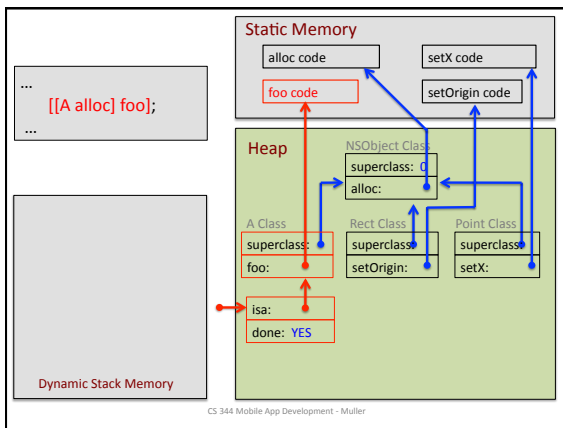 Static Memory
alloc code
setX code
foo code
setOrigin code
...
[[A alloc] foo];
...
Heap
NSObject Class
superclass: 0
alloc:
A Class
Rect Class
Point Class
superclass:
superclass:
superclass:
foo:
setOrigin:
setX:
isa:
done: YES
Dynamic Stack Memory
CS 344 Mobile App Development - Muller